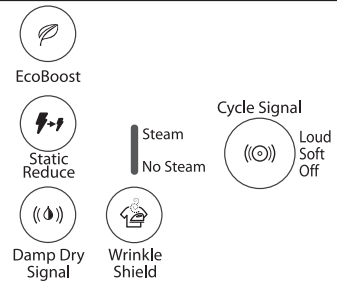 EcoBoost
Static
Reduce
Steam
No Steam
Cycle Signal
Loud
Soft
Off
Damp Dry
Signal
Wrinkle
Shield